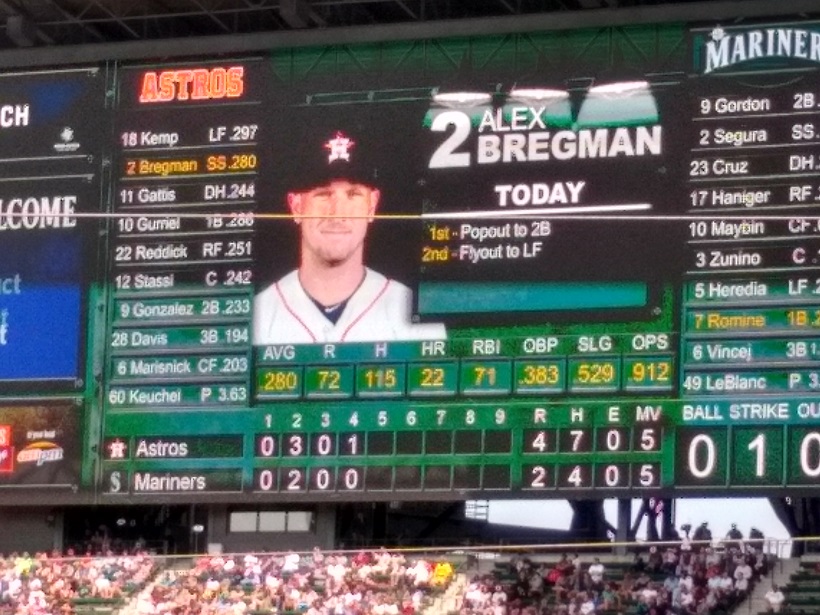 CH
LCOME
ASTROS
18 Kemp LF .297
2 Bregman SS .280
11 Gattis DH .244
10 Gurriel 1B .286
22 Reddick RF .251
12 Stassi C .242
9 Gonzalez 2B .233
28 Davis 3B .194
6 Marisnick CF .203
60 Keuchel P 3.63
2 ALEX
BREGMAN
TODAY
1st - Popout to 2B
2nd - Flyout to LF
AVG R H HR RBI OBP SLG OPS
.280 72 115 22 71 .383 .529 .912
1 2 3 4 5 6 7 8 9 R H E MV
Astros 0 3 0 1 4 7 0 5
Mariners 0 2 0 0 2 4 0 5
MARINER
9 Gordon 2B .
2 Segura SS .
23 Cruz DH .
17 Haniger RF .
10 Maybin CF .
3 Zunino C .
5 Heredia LF .
7 Romine 1B .
6 Vincej 3B
49 LeBlanc P 3.
BALL STRIKE OU
0 1 0